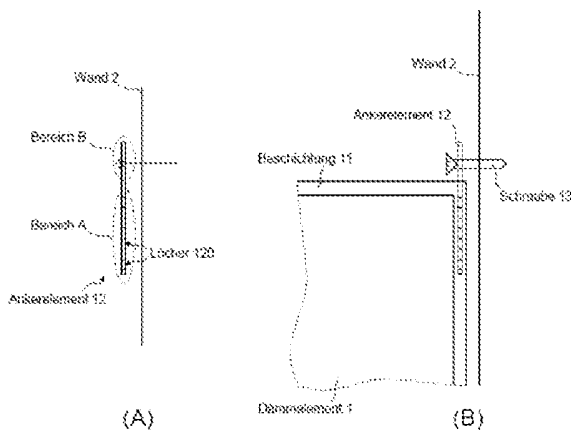 Wand 2
Bereich B
Bereich A
Löcher 120
Ankerelement 12
(A)
Wand 2
Ankerelement 12
Beschichtung 11
Schraube 13
Dämmelement 1
(B)